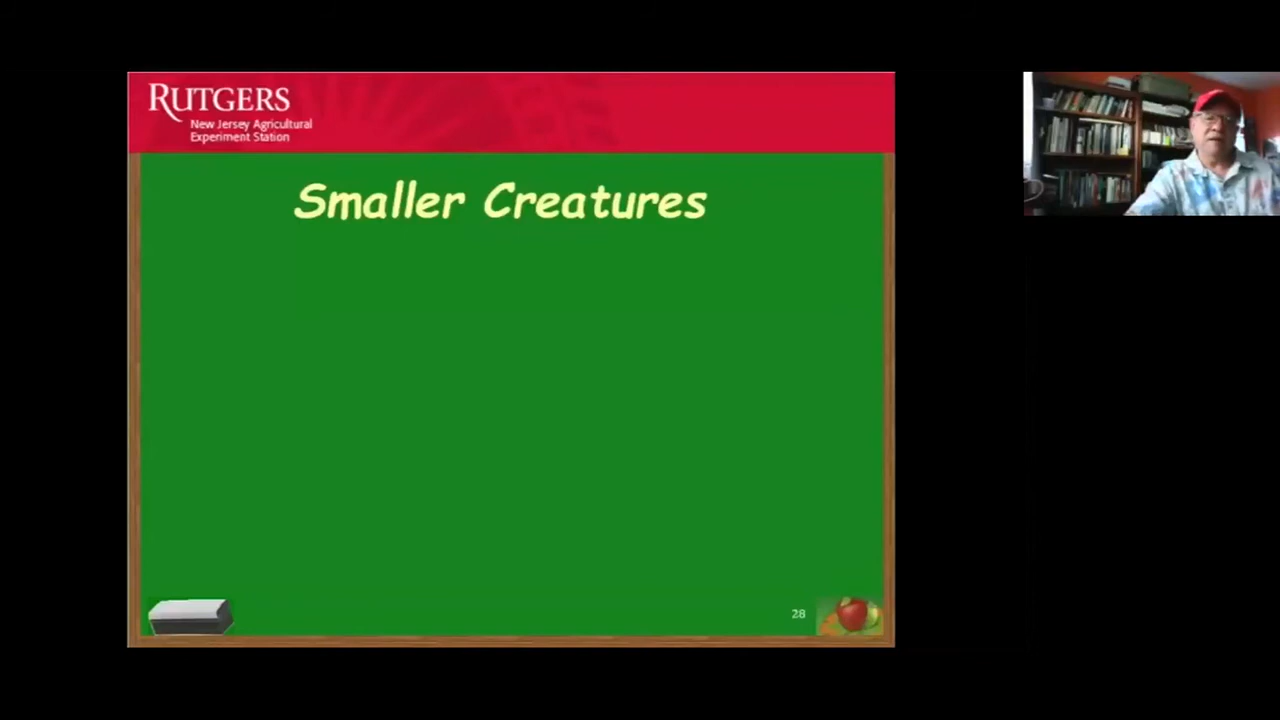 RUTGERS
New Jersey Agricultural
Experiment Station
Smaller Creatures
28